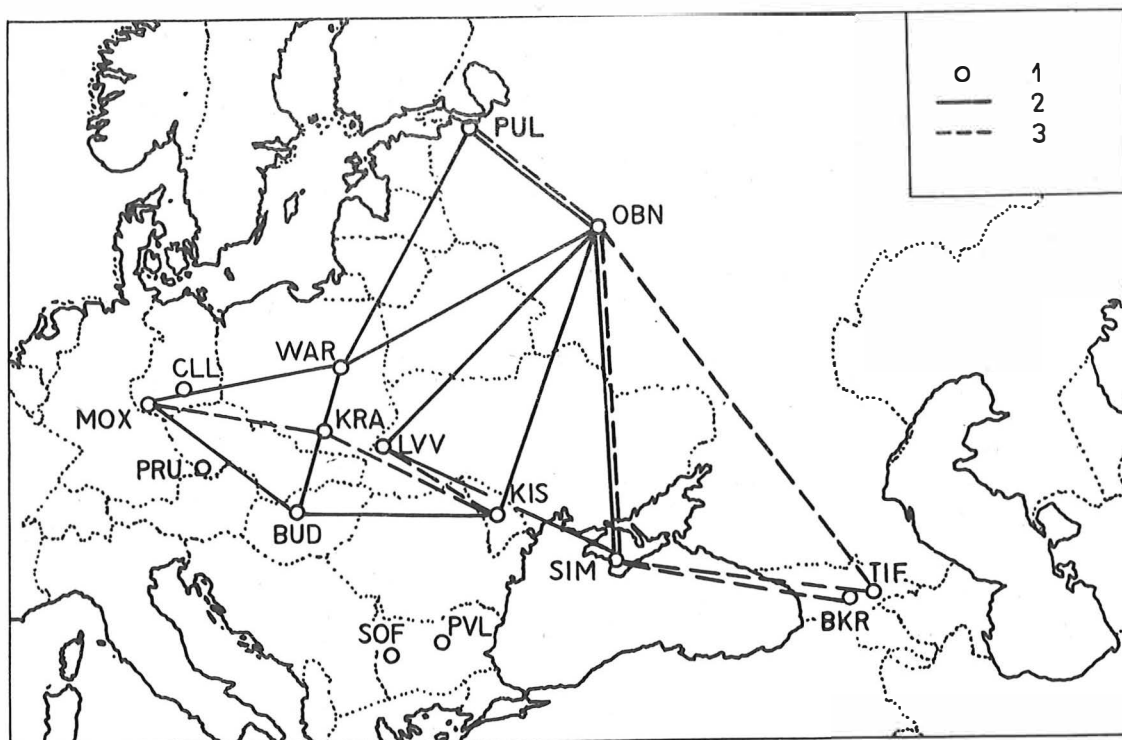 1
2
3
PUL
OBN
WAR
CLL
MOX
KRA
LVV
PRU
KIS
BUD
SIM
TIF
BKR
SOF
PVL